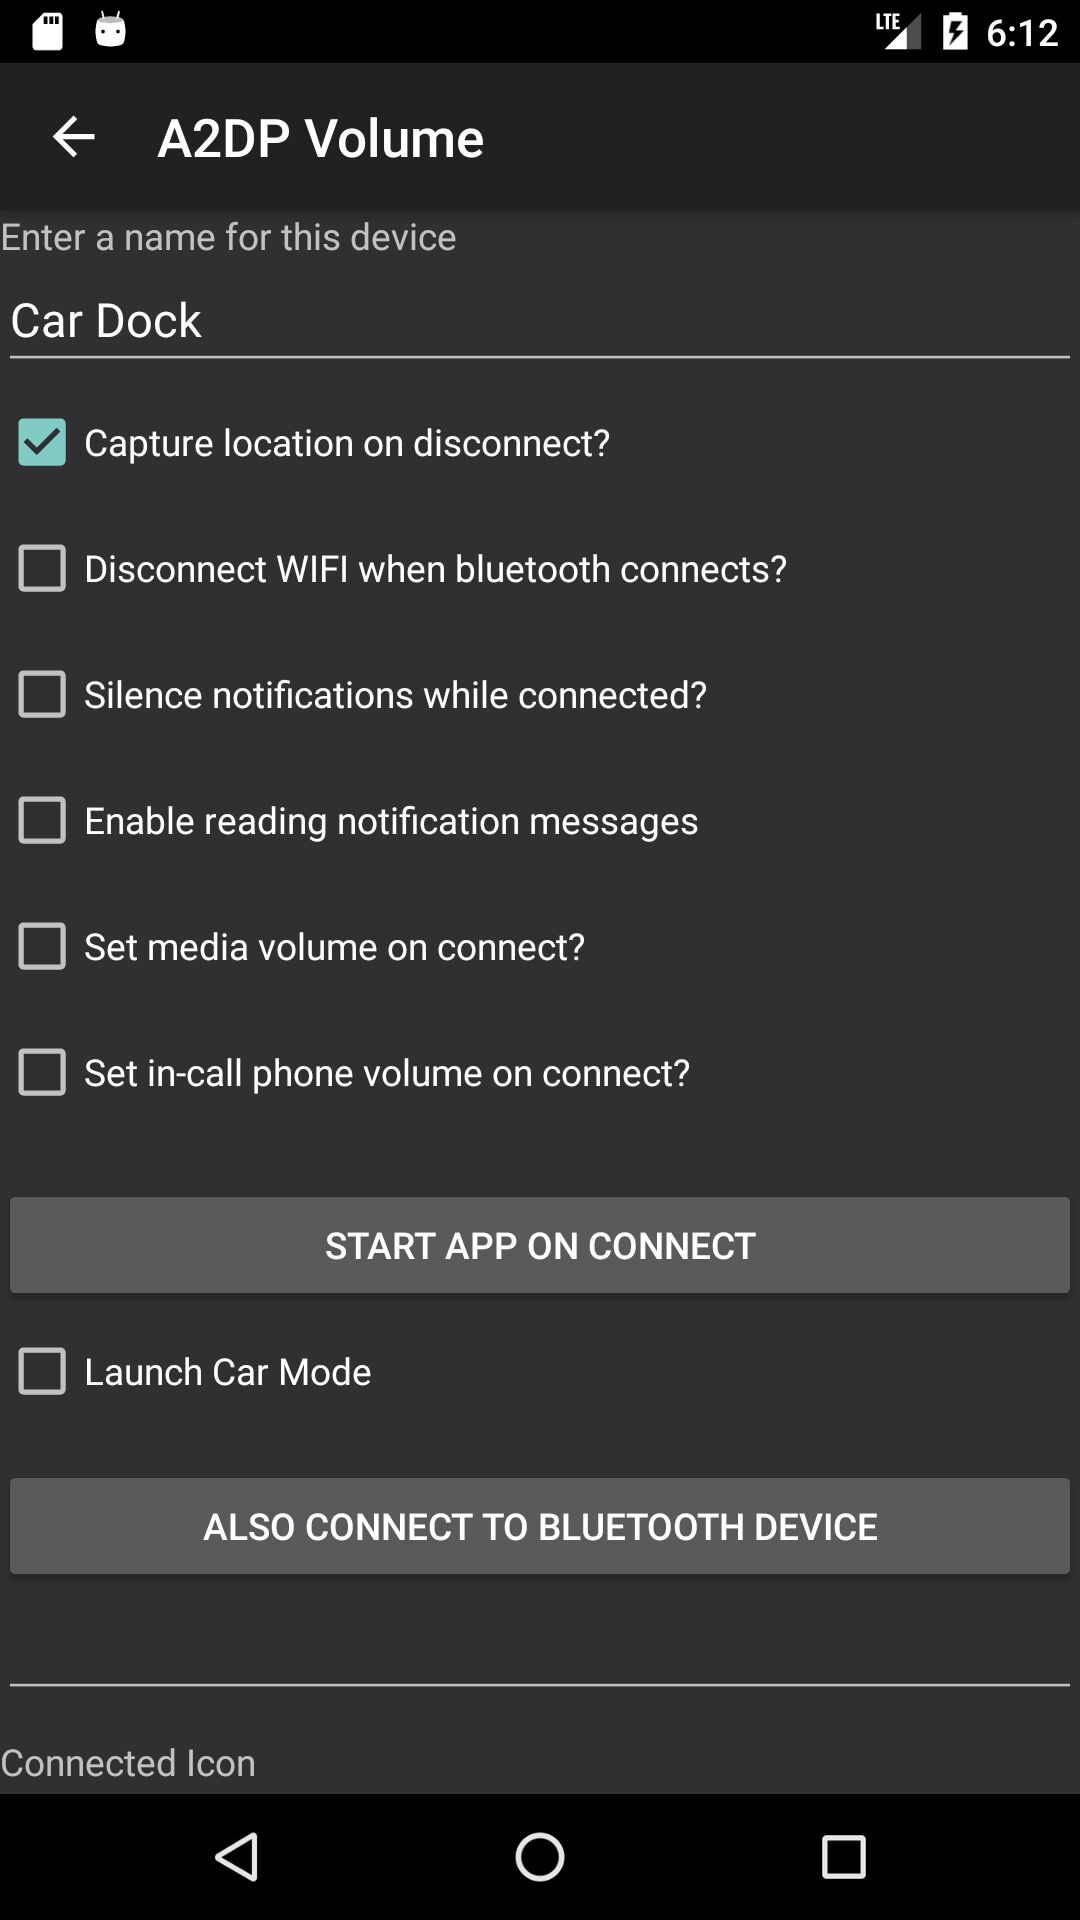 LTE 6:12
A2DP Volume
Enter a name for this device
Car Dock
Capture location on disconnect?
Disconnect WIFI when bluetooth connects?
Silence notifications while connected?
Enable reading notification messages
Set media volume on connect?
Set in-call phone volume on connect?
START APP ON CONNECT
Launch Car Mode
ALSO CONNECT TO BLUETOOTH DEVICE
Connected Icon